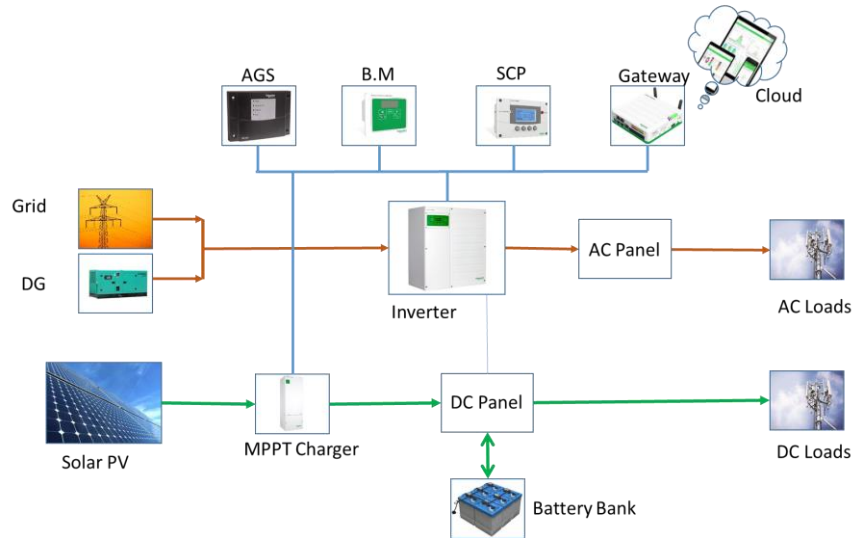 AGS
B.M
SCP
Gateway
Cloud
Grid
DG
Inverter
AC Panel
AC Loads
Solar PV
MPPT Charger
DC Panel
DC Loads
Battery Bank